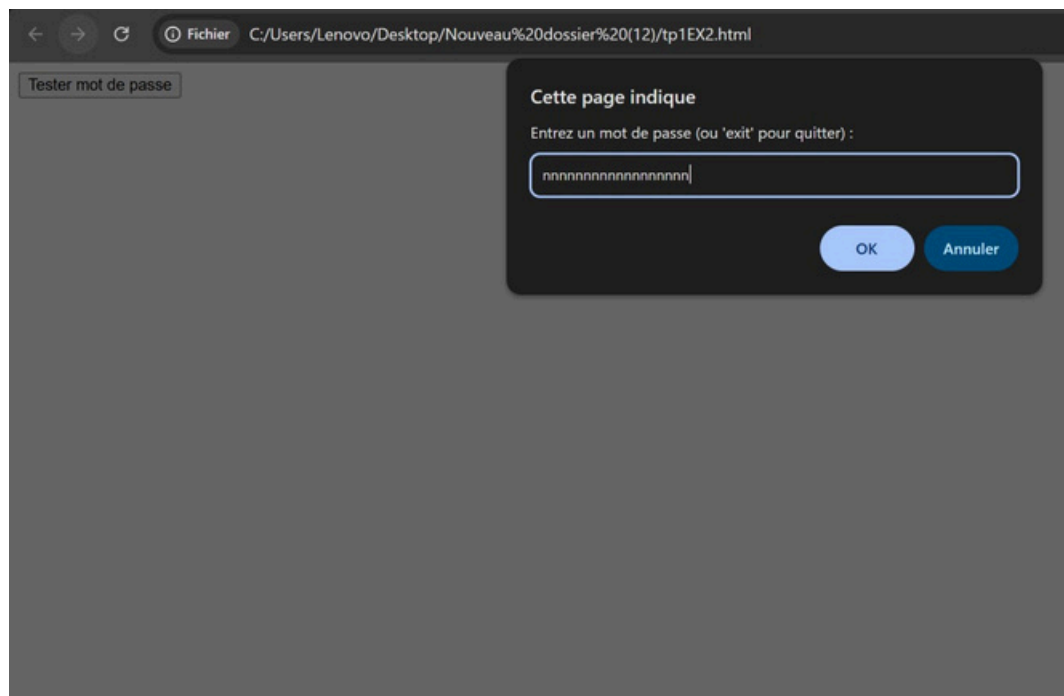 Fichier C:/Users/Lenovo/Desktop/Nouveau%20dossier%20(12)/tp1EX2.html
Tester mot de passe
Cette page indique
Entrez un mot de passe (ou 'exit' pour quitter) :
nnnnnnnnnnnnnnnnnnn
OK Annuler